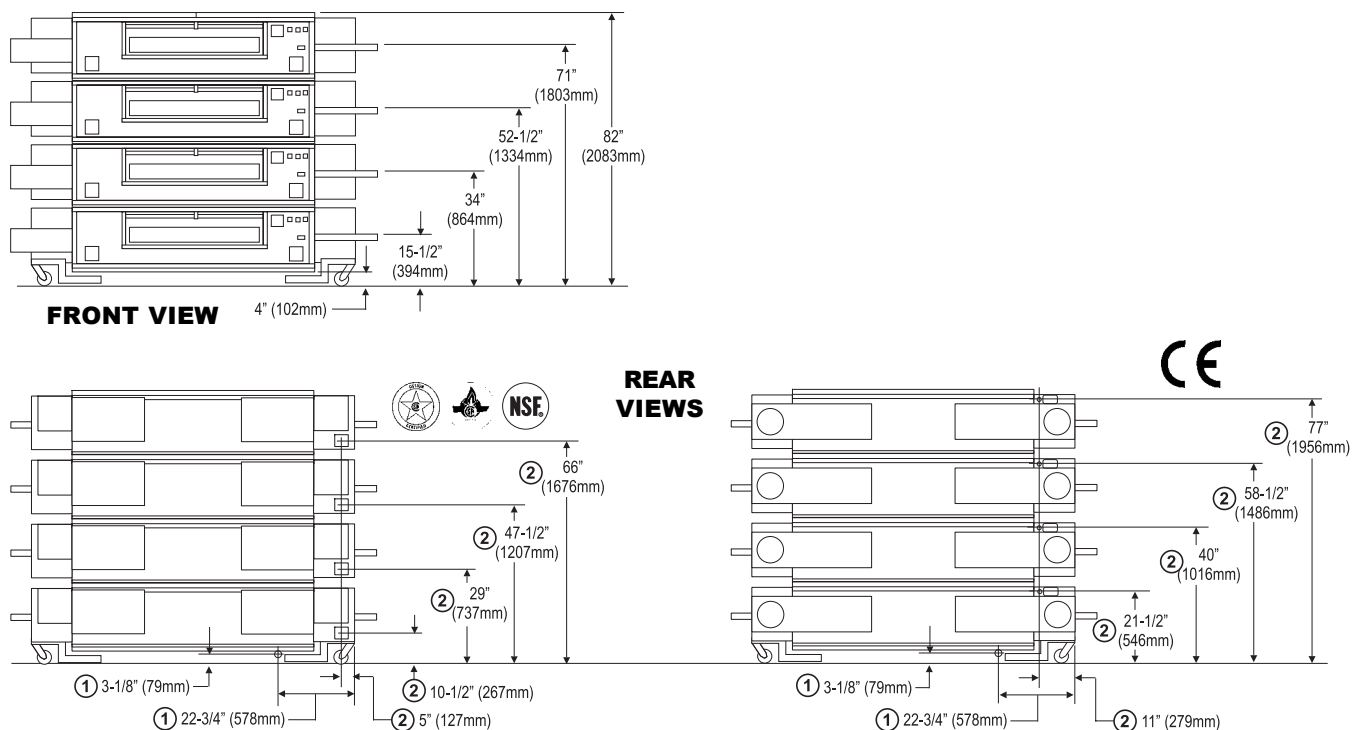 71”
(1803mm)
52-1/2”
(1334mm)
82”
(2083mm)
34”
(864mm)
15-1/2”
(394mm)
4” (102mm)
FRONT VIEW
REAR
VIEWS
DESIGN
CERTIFIED
NSF®
CE
② 66”
(1676mm)
② 47-1/2”
(1207mm)
② 29”
(737mm)
① 3-1/8” (79mm)
② 10-1/2” (267mm)
① 22-3/4” (578mm)
② 5” (127mm)
② 77”
(1956mm)
② 58-1/2”
(1486mm)
② 40”
(1016mm)
② 21-1/2”
(546mm)
① 3-1/8” (79mm)
① 22-3/4” (578mm)
② 11” (279mm)